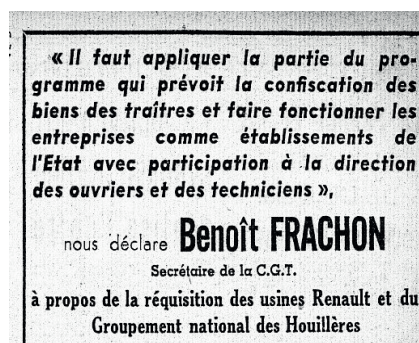 « Il faut appliquer la partie du pro-
gramme qui prévoit la confiscation des
biens des traîtres et faire fonctionner les
entreprises comme établissements de
l'Etat avec participation à la direction
des ouvriers et des techniciens »,
nous déclare Benoît FRACHON
Secrétaire de la C.G.T.
à propos de la réquisition des usines Renault et du
Groupement national des Houillères